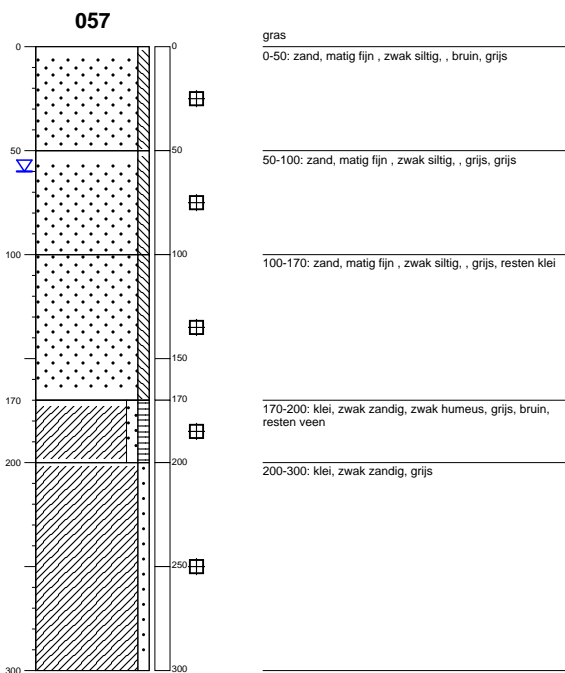 057
gras
0
0
0-50: zand, matig fijn , zwak siltig, , bruin, grijs
50
50
50-100: zand, matig fijn , zwak siltig, , grijs, grijs
100
100
100-170: zand, matig fijn , zwak siltig, , grijs, resten klei
150
170
170
170-200: klei, zwak zandig, zwak humeus, grijs, bruin,
resten veen
200
200
200-300: klei, zwak zandig, grijs
250
300
300